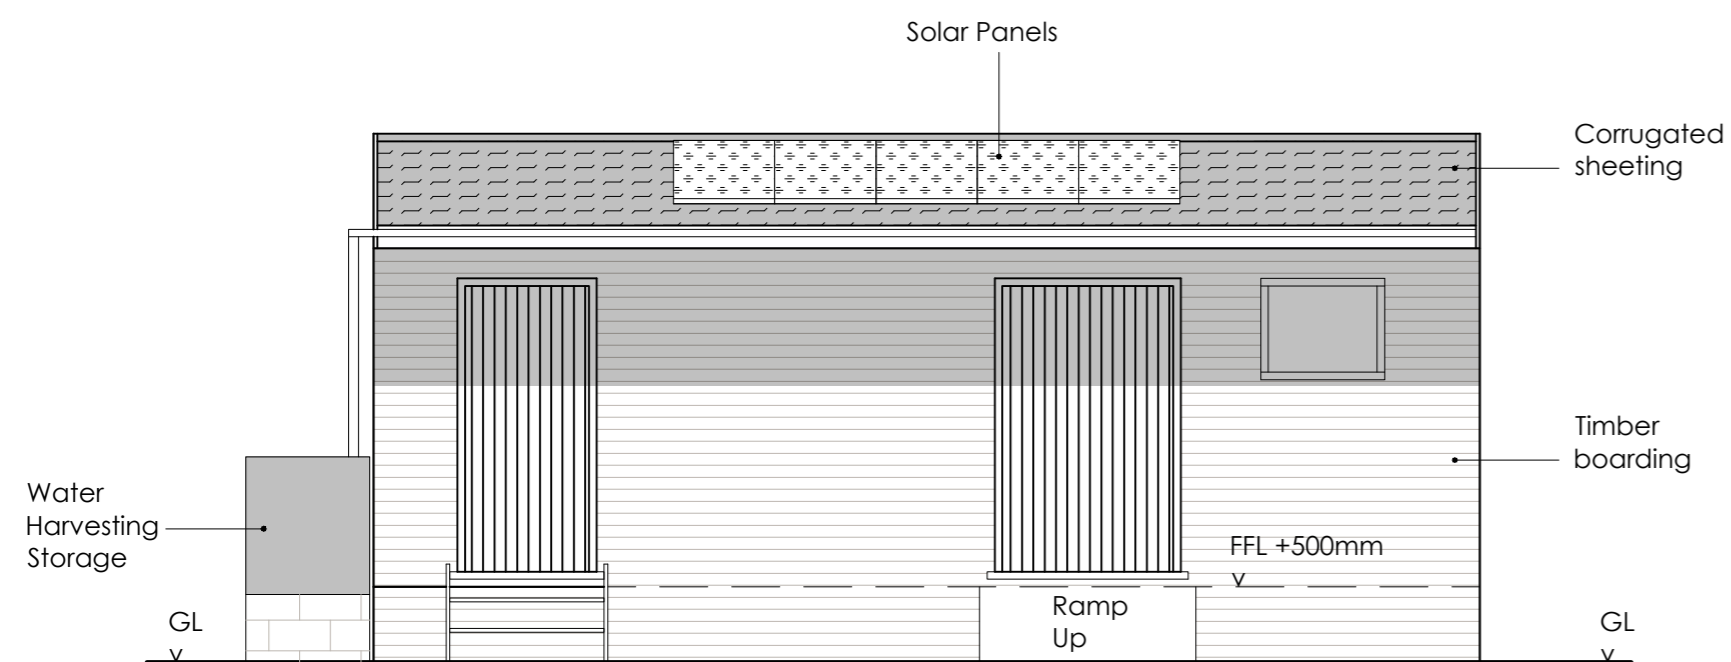 Solar Panels
Corrugated
sheeting
Timber
boarding
Water
Harvesting
Storage
FFL +500mm
v
Ramp
Up
GL
v
GL
v